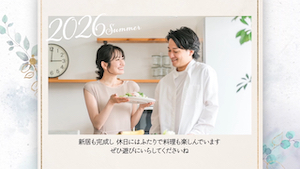 2026 Summer
新居も完成し 休日にはふたりで料理も楽しんでいます
ぜひ遊びにいらしてくださいね